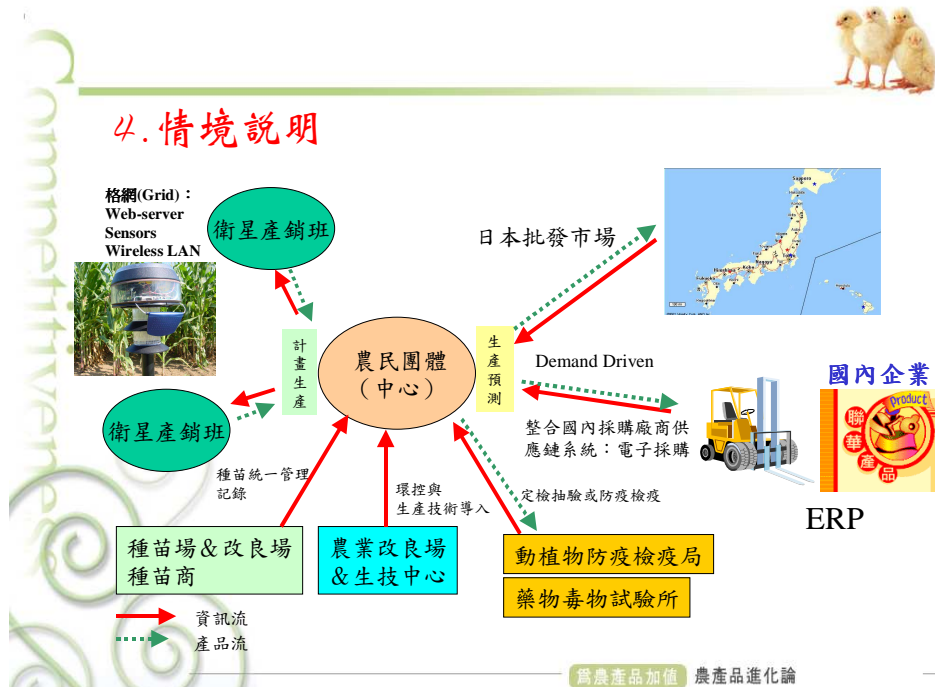 Competitiveness
4.情境說明
格網(Grid)：
Web-server
Sensors
Wireless LAN
衛星產銷班
日本批發市場
Sapporo
計畫生產
農民團體
(中心)
生產預測
Demand Driven
國內企業
Product
聯華產品
衛星產銷班
整合國內採購廠商供
應鏈系統：電子採購
種苗統一管理
記錄
環控與
生產技術導入
定檢抽驗或防疫檢疫
ERP
種苗場&改良場
種苗商
農業改良場
&生技中心
動植物防疫檢疫局
藥物毒物試驗所
資訊流
產品流
為農產品加值 農產品進化論